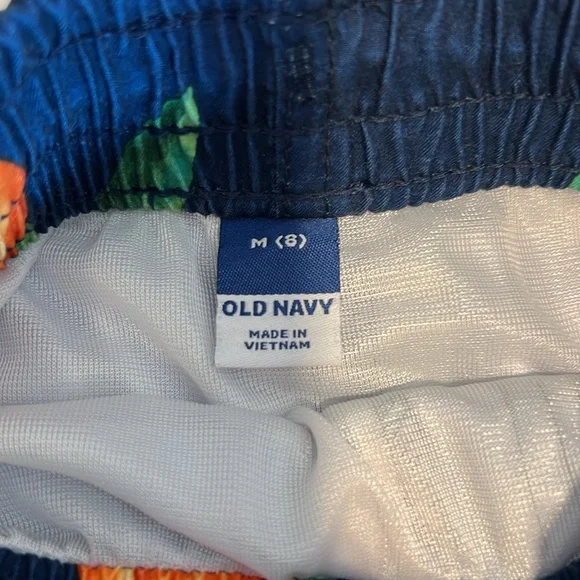 M (8)
OLD NAVY
MADE IN
VIETNAM